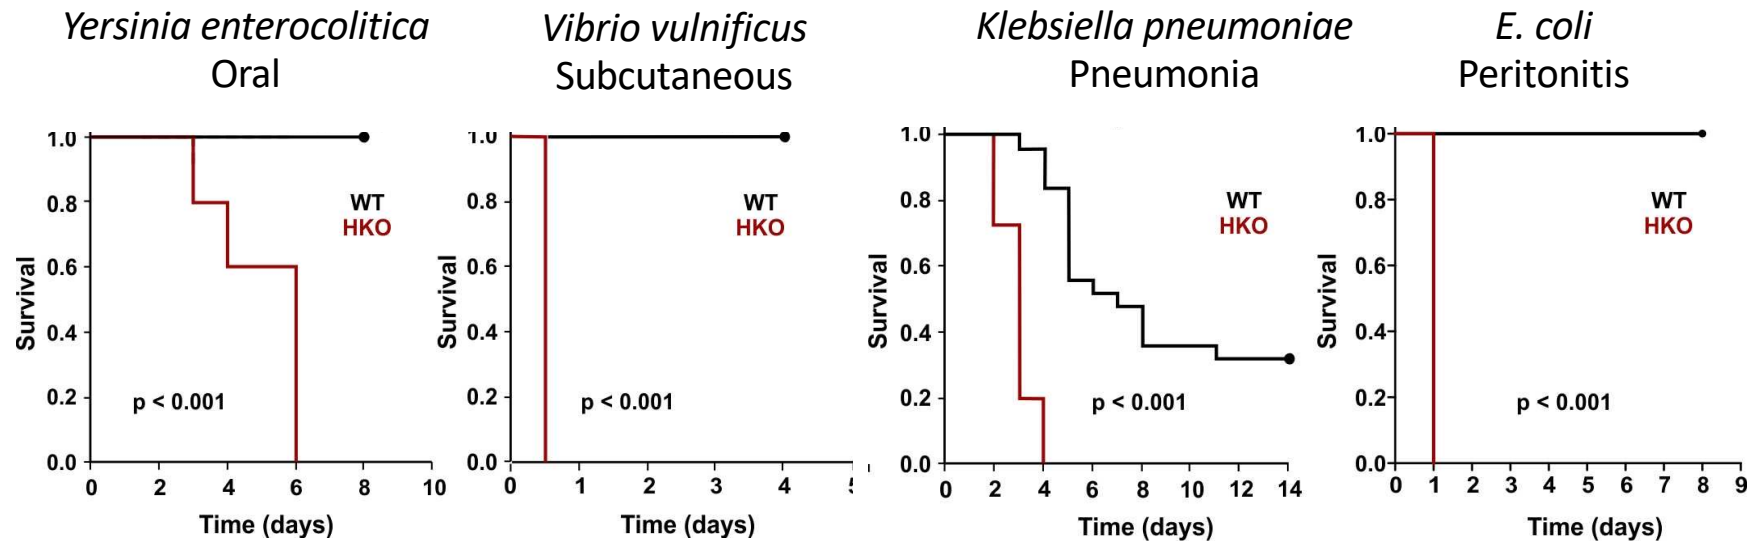 Yersinia enterocolitica
Oral
1.0
0.8
0.6
0.4
0.2
0.0
Survival
WT
HKO
p < 0.001
0 2 4 6 8 10
Time (days)
Vibrio vulnificus
Subcutaneous
1.0
0.8
0.6
0.4
0.2
0.0
Survival
WT
HKO
p < 0.001
0 1 2 3 4
Time (days)
Klebsiella pneumoniae
Pneumonia
1.0
0.8
0.6
0.4
0.2
0.0
Survival
WT
HKO
p < 0.001
0 2 4 6 8 10 12 14
Time (days)
E. coli
Peritonitis
1.0
0.8
0.6
0.4
0.2
0.0
Survival
WT
HKO
p < 0.001
0 1 2 3 4 5 6 7 8 9
Time (days)